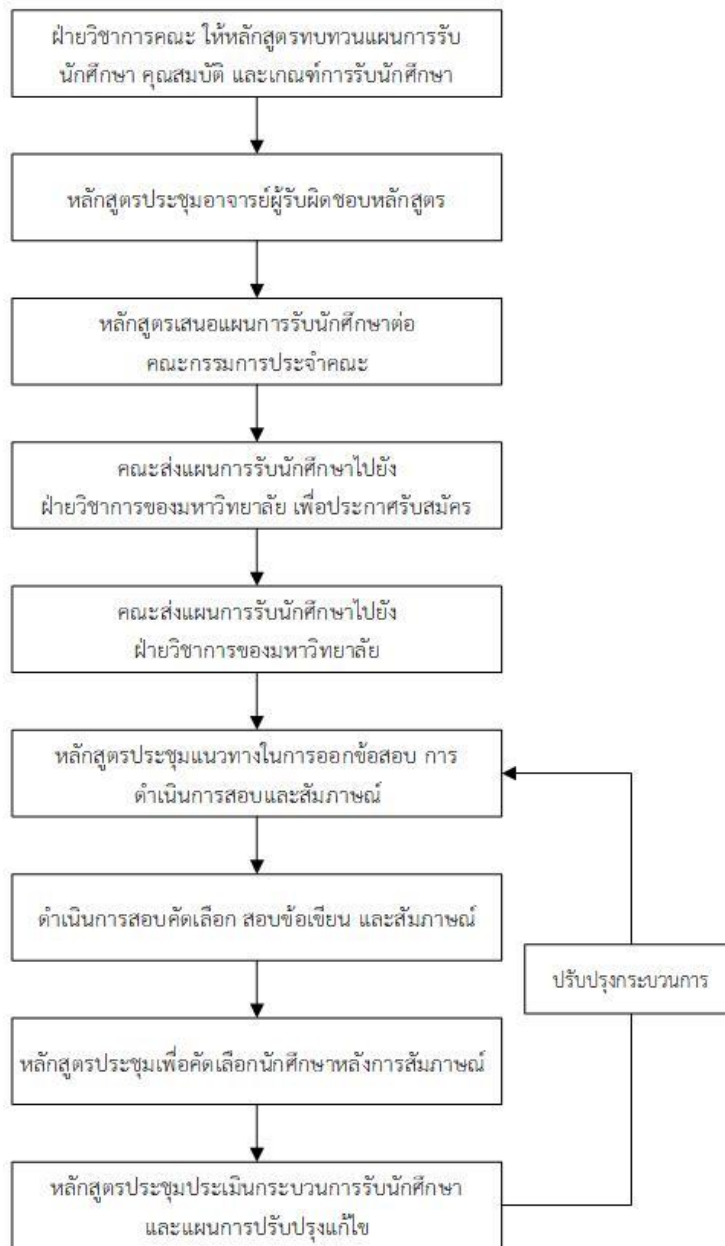 ฝ่ายวิชาการคณะ ให้หลักสูตรทบทวนแผนการรับ
นักศึกษา คุณสมบัติ และเกณฑ์การรับนักศึกษา
หลักสูตรประชุมอาจารย์ผู้รับผิดชอบหลักสูตร
หลักสูตรเสนอแผนการรับนักศึกษาต่อ
คณะกรรมการประจำคณะ
คณะส่งแผนการรับนักศึกษาไปยัง
ฝ่ายวิชาการของมหาวิทยาลัย เพื่อประกาศรับสมัคร
คณะส่งแผนการรับนักศึกษาไปยัง
ฝ่ายวิชาการของมหาวิทยาลัย
หลักสูตรประชุมแนวทางในการออกข้อสอบ การ
ดำเนินการสอบและสัมภาษณ์
ดำเนินการสอบคัดเลือก สอบข้อเขียน และสัมภาษณ์
ปรับปรุงกระบวนการ
หลักสูตรประชุมเพื่อคัดเลือกนักศึกษาหลังการสัมภาษณ์
หลักสูตรประชุมประเมินกระบวนการรับนักศึกษา
และแผนการปรับปรุงแก้ไข